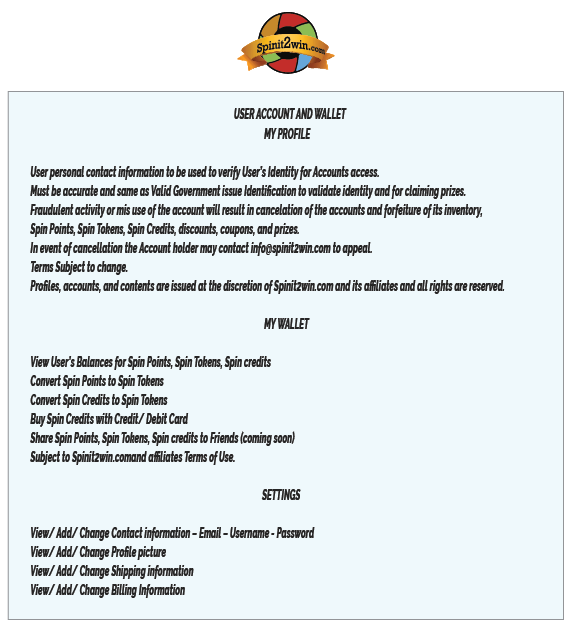 Spinit2win.com
USER ACCOUNT AND WALLET
MY PROFILE
User personal contact information to be used to verify User's Identity for Accounts access.
Must be accurate and same as Valid Government issue Identification to validate identity and for claiming prizes.
Fraudulent activity or mis use of the account will result in cancelation of the accounts and forfeiture of its inventory,
Spin Points, Spin Tokens, Spin Credits, discounts, coupons, and prizes.
In event of cancellation the Account holder may contact info@spinit2win.com to appeal.
Terms Subject to change.
Profiles, accounts, and contents are issued at the discretion of Spinit2win.com and its affiliates and all rights are reserved.
MY WALLET
View User's Balances for Spin Points, Spin Tokens, Spin credits
Convert Spin Points to Spin Tokens
Convert Spin Credits to Spin Tokens
Buy Spin Credits with Credit/ Debit Card
Share Spin Points, Spin Tokens, Spin credits to Friends (coming soon)
Subject to Spinit2win.comand affiliates Terms of Use.
SETTINGS
View/ Add/ Change Contact information – Email – Username - Password
View/ Add/ Change Profile picture
View/ Add/ Change Shipping information
View/ Add/ Change Billing Information